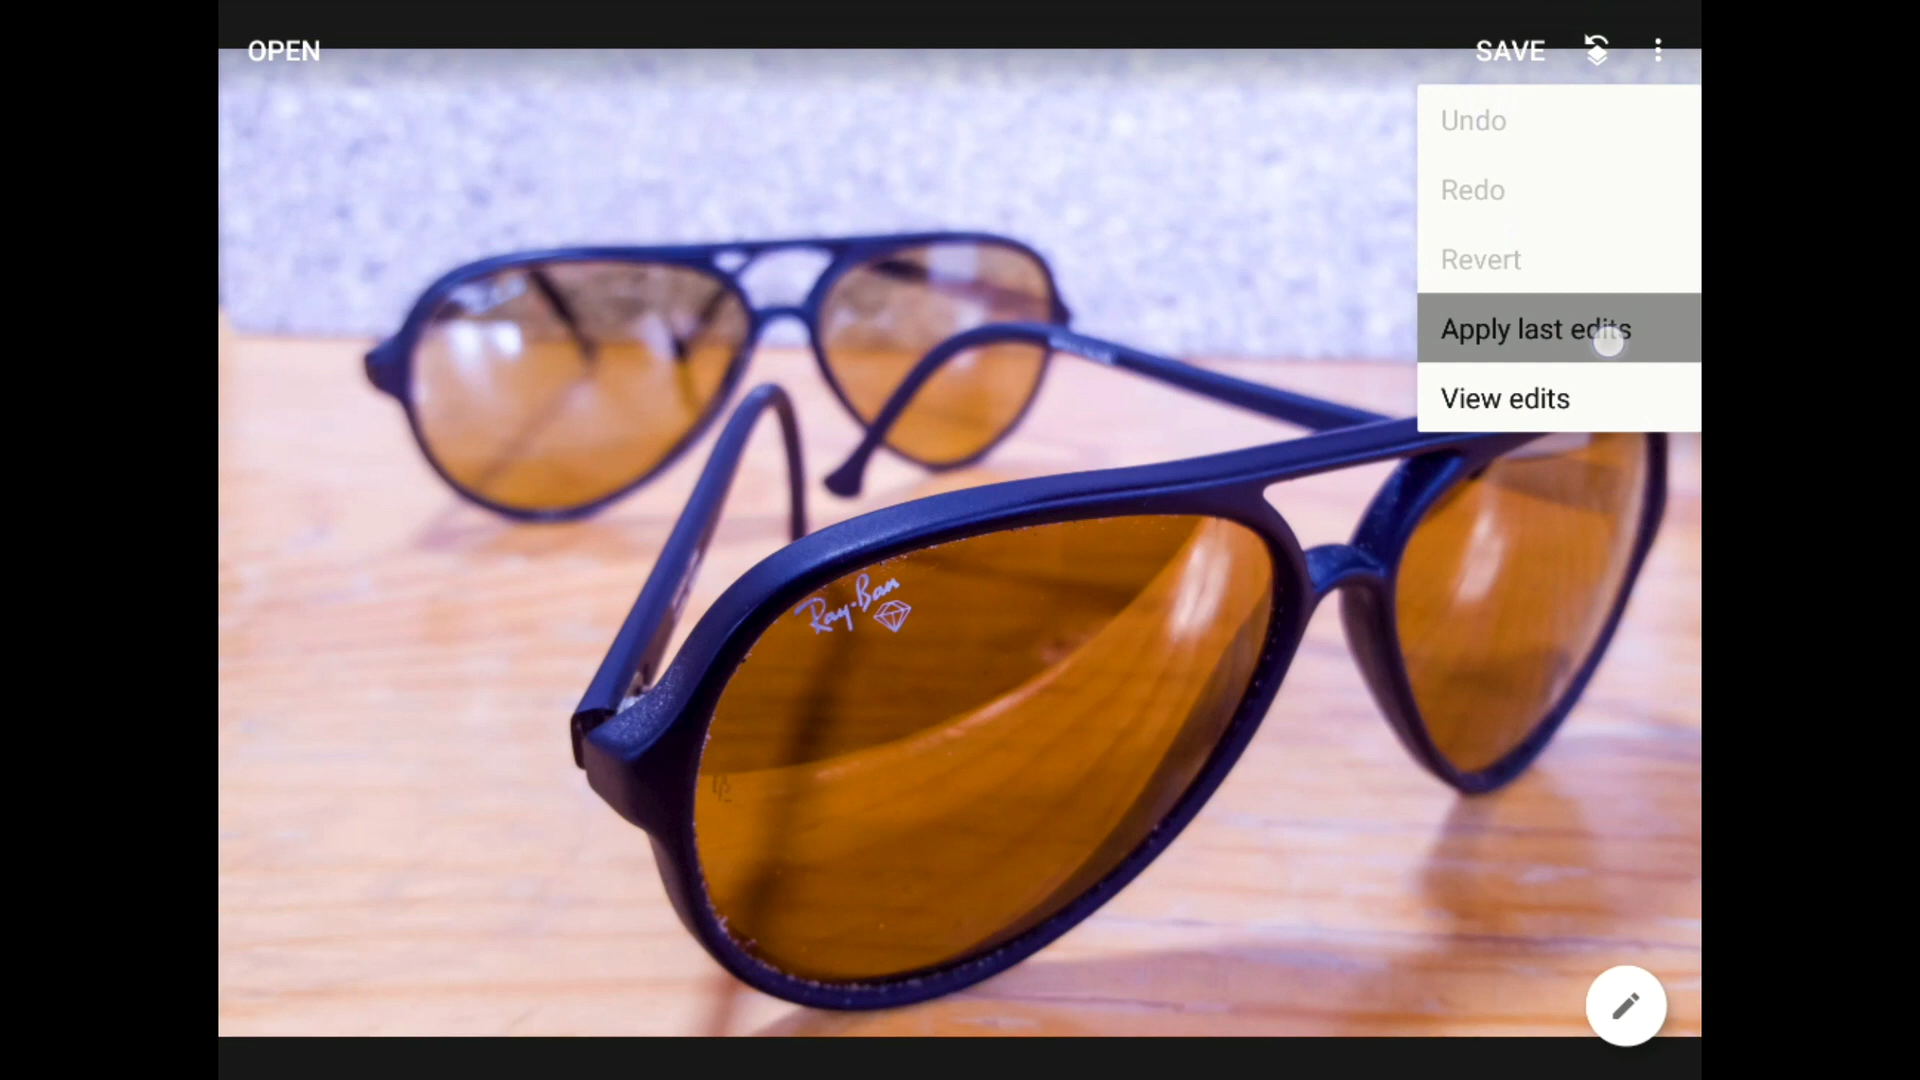 OPEN
SAVE
Undo
Redo
Revert
Apply last edits
View edits
Ray-Ban